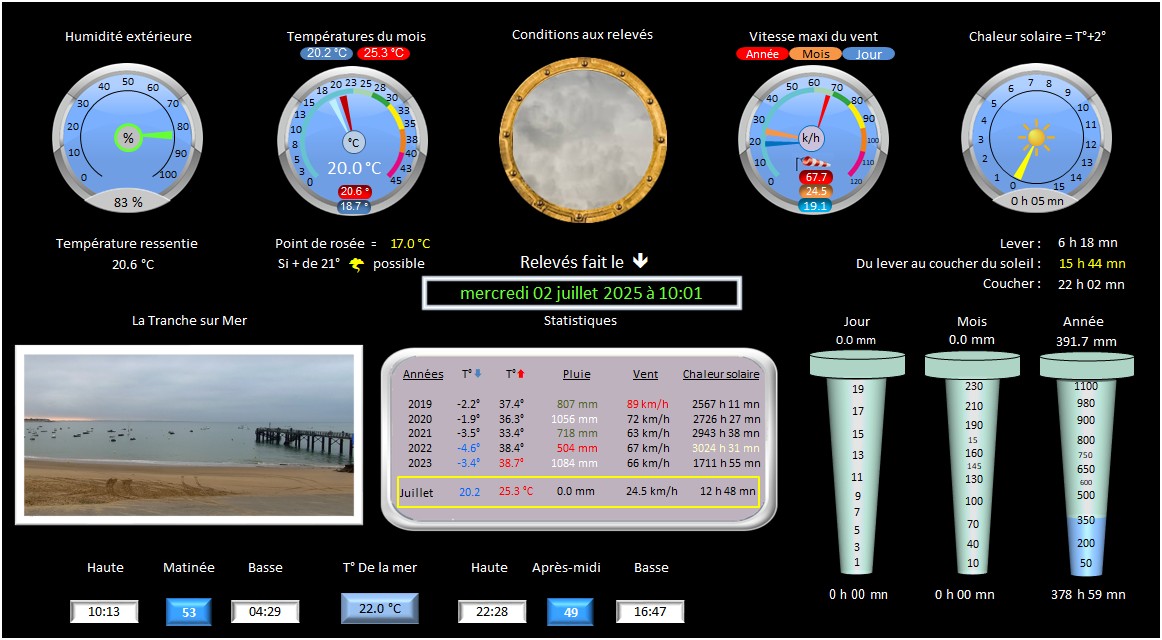 Humidité extérieure
Températures du mois
Conditions aux relevés
Vitesse maxi du vent
Chaleur solaire = T°+2°
20.2 °C 25.3 °C
Année Mois Jour
0 10 20 30 40 50 60 70 80 90 100
%
83 %
0 3 5 8 10 13 15 18 20 23 25 28 30 33 35 38 40 43 45
°C
20.0 °C
20.6 °
18.7 °
0 10 20 30 40 50 60 70 80 90 100 110 120
k/h
67.7
24.5
19.1
0 1 2 3 4 5 6 7 8 9 10 11 12 13 14 15
0 h 05 mn
Température ressentie
20.6 °C
Point de rosée = 17.0 °C
Si + de 21° possible
Relevés fait le
mercredi 02 juillet 2025 à 10:01
Lever : 6 h 18 mn
Du lever au coucher du soleil : 15 h 44 mn
Coucher : 22 h 02 mn
La Tranche sur Mer
Statistiques
Années T° T° Pluie Vent Chaleur solaire
2019 -2.2° 37.4° 807 mm 89 km/h 2567 h 11 mn
2020 -1.9° 36.3° 1056 mm 72 km/h 2726 h 27 mn
2021 -3.5° 33.4° 718 mm 63 km/h 2943 h 38 mn
2022 -4.6° 38.4° 504 mm 67 km/h 3024 h 31 mn
2023 -3.4° 38.7° 1084 mm 66 km/h 1711 h 55 mn
Juillet 20.2 25.3 °C 0.0 mm 24.5 km/h 12 h 48 mn
Jour
0.0 mm
19
17
15
13
11
9
7
5
3
1
0 h 00 mn
Mois
0.0 mm
230
210
190
15
160
145
130
100
70
40
10
0 h 00 mn
Année
391.7 mm
1100
980
900
800
750
650
600
500
350
200
50
378 h 59 mn
Haute Matinée Basse
10:13 53 04:29
T° De la mer
22.0 °C
Haute Après-midi Basse
22:28 49 16:47